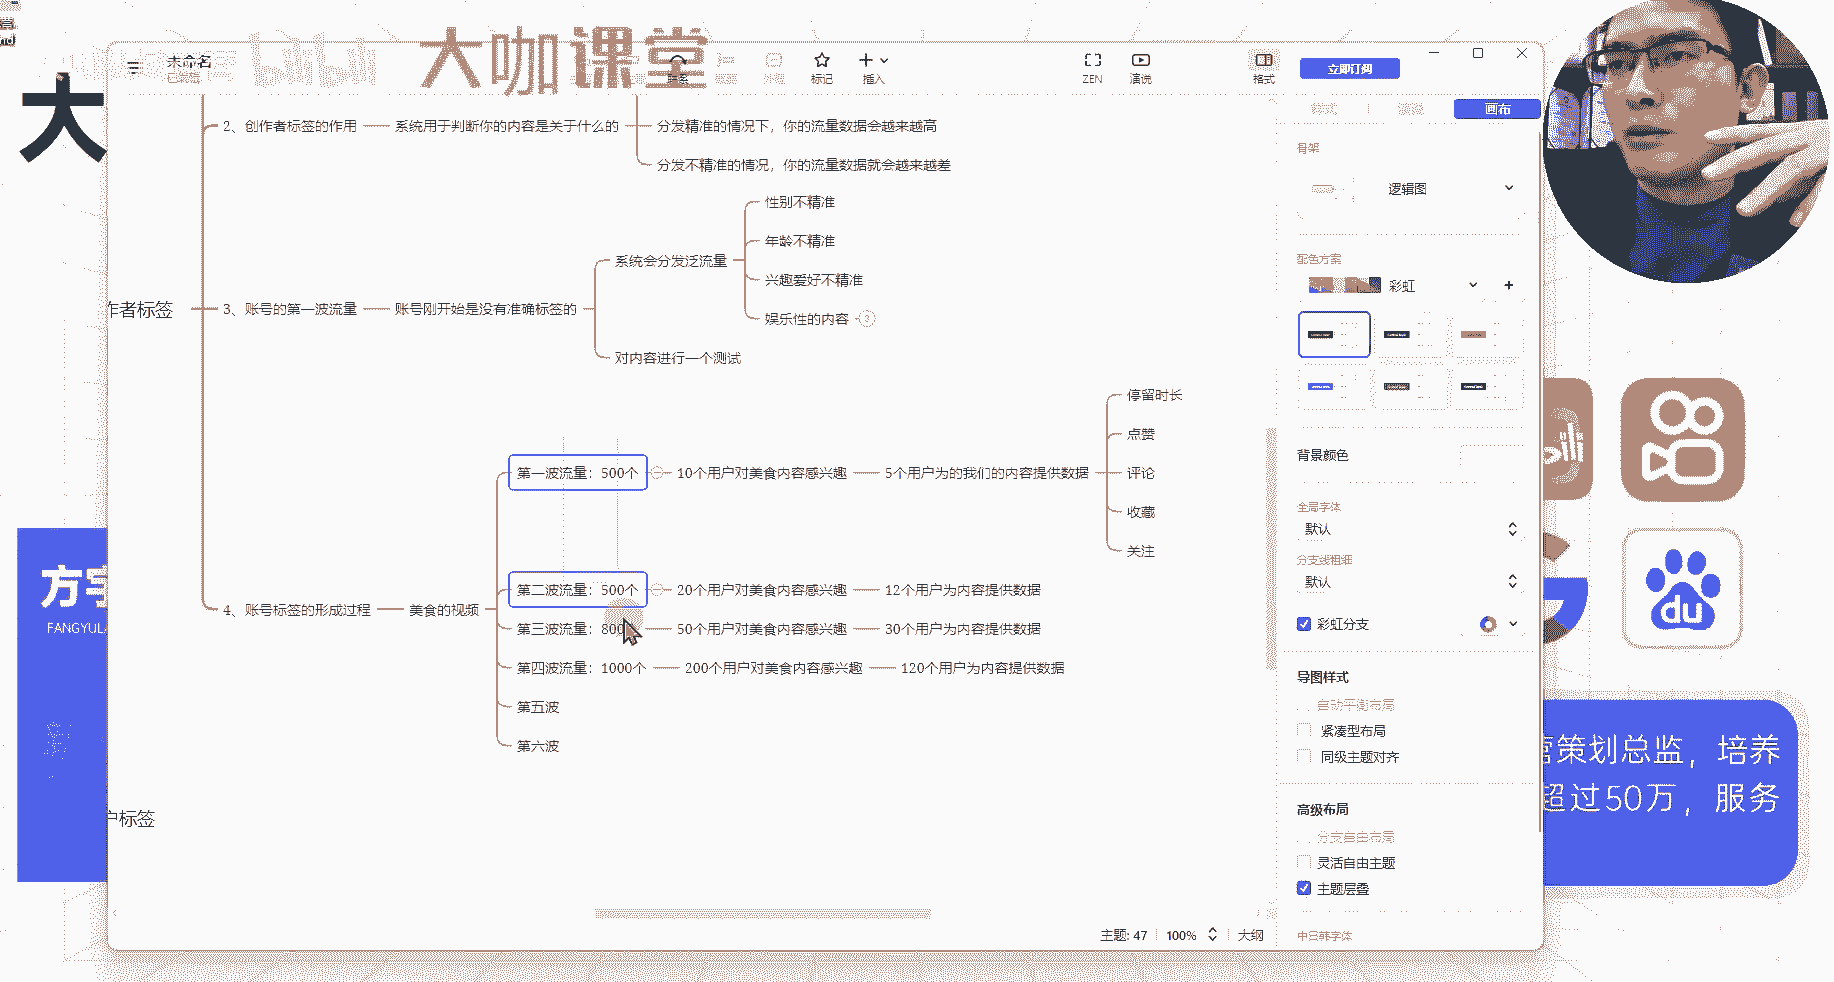 大咖课堂
未命名
已编辑
联系
外框
标记
插入
ZEN
演说
格式
立即订阅
大
样式
演说
画布
2、创作者标签的作用
系统用于判断你的内容是关于什么的
分发精准的情况下，你的流量数据会越来越高
分发不精准的情况，你的流量数据就会越来越差
骨架
逻辑图
性别不精准
年龄不精准
系统会分发泛流量
配色方案
兴趣爱好不精准
彩虹
作者标签
3、账号的第一波流量
账号刚开始是没有准确标签的
娱乐性的内容
2
对内容进行一个测试
停留时长
点赞
背景颜色
第一波流量：500个
10个用户对美食内容感兴趣
5个用户为的我们的内容提供数据
评论
全局字体
收藏
默认
关注
分支线粗细
默认
第二波流量：500个
20个用户对美食内容感兴趣
12个用户为内容提供数据
4、账号标签的形成过程
美食的视频
第三波流量：800
50个用户对美食内容感兴趣
30个用户为内容提供数据
彩虹分支
第四波流量：1000个
200个用户对美食内容感兴趣
120个用户为内容提供数据
导图样式
第五波
自动平衡布局
紧凑型布局
第六波
同级主题对齐
高级布局
户标签
分支自由布局
灵活自由主题
主题层叠
主题: 47
100%
大纲
中日韩字体
方宇
FANGYULA
du
营策划总监，培养
超过50万，服务